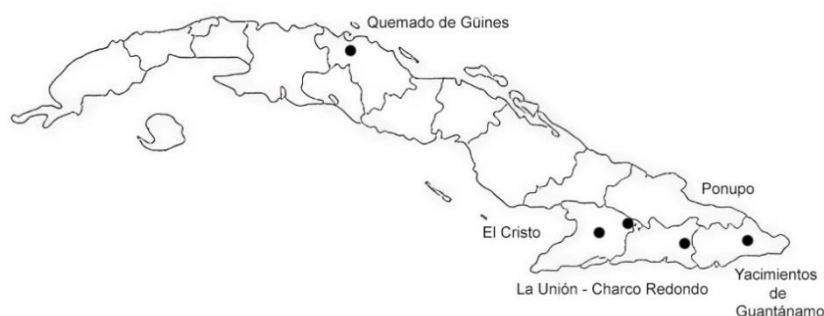 Quemado de Güines
Ponupo
El Cristo
La Unión - Charco Redondo
Yacimientos
de
Guantánamo